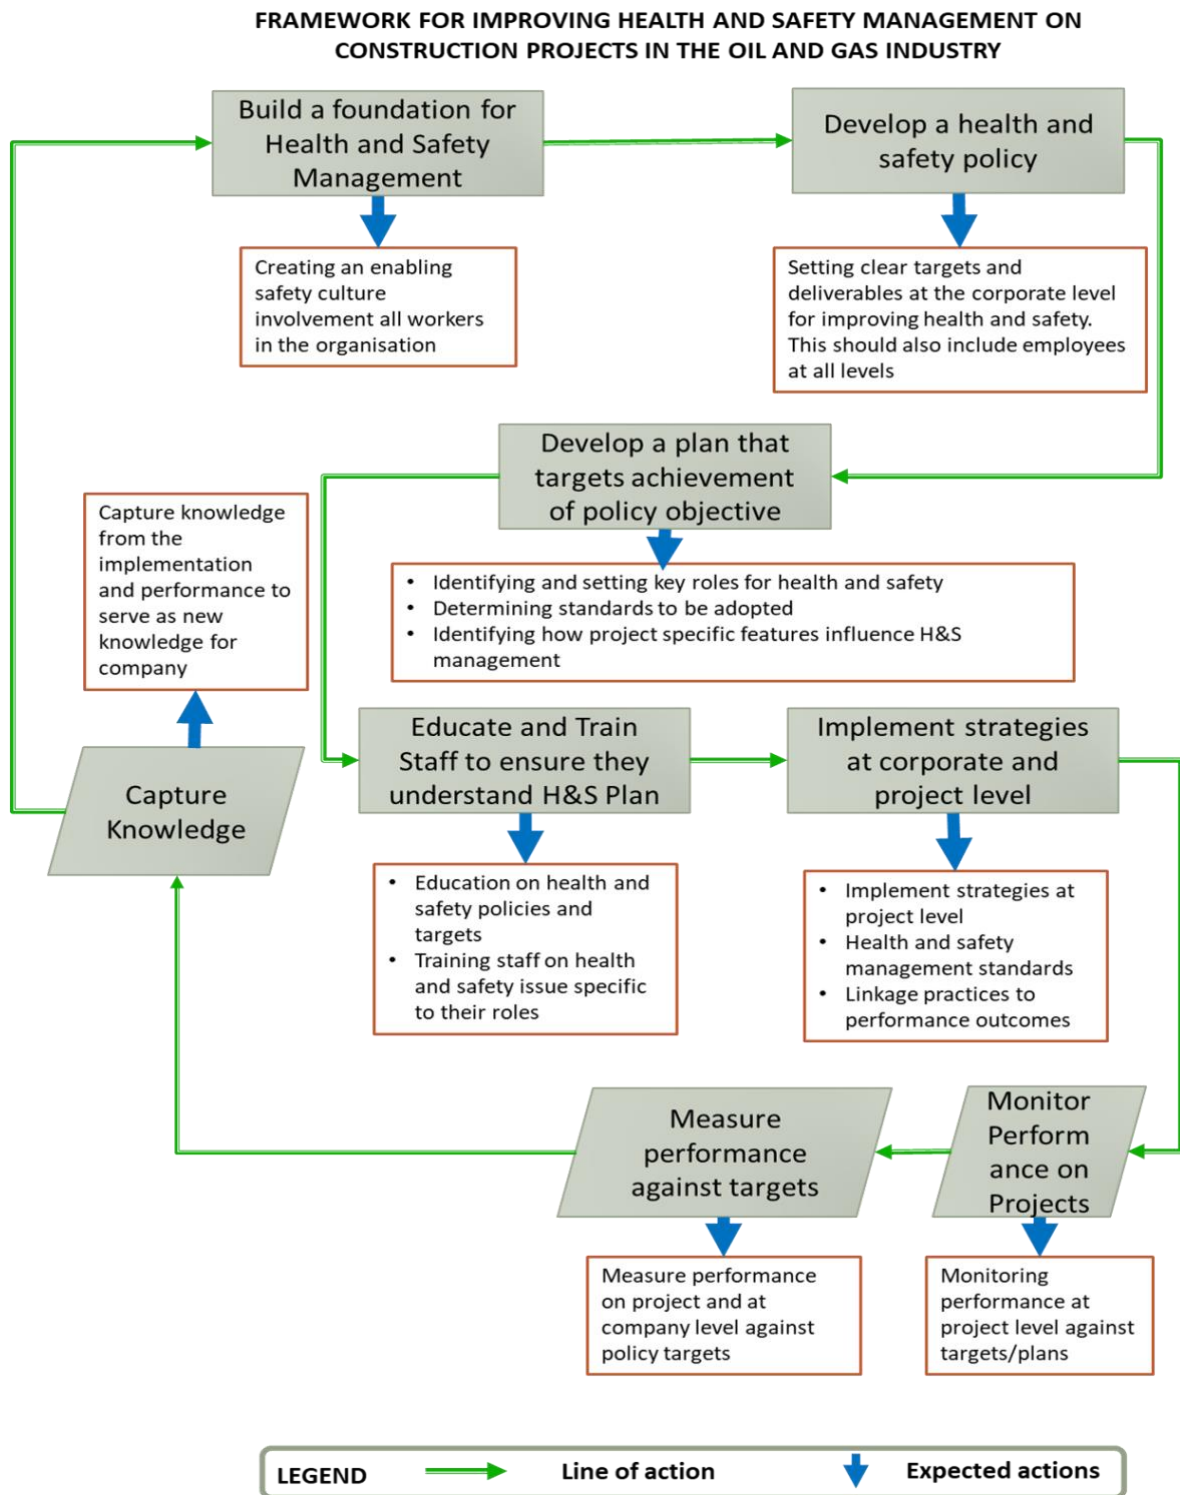 FRAMEWORK FOR IMPROVING HEALTH AND SAFETY MANAGEMENT ON
CONSTRUCTION PROJECTS IN THE OIL AND GAS INDUSTRY
Build a foundation for
Health and Safety
Management
Develop a health and
safety policy
Creating an enabling
safety culture
involvement all workers
in the organisation
Setting clear targets and
deliverables at the corporate level
for improving health and safety.
This should also include employees
at all levels
Develop a plan that
targets achievement
of policy objective
• Identifying and setting key roles for health and safety
• Determining standards to be adopted
• Identifying how project specific features influence H&S
management
Capture knowledge
from the
implementation
and performance to
serve as new
knowledge for
company
Capture
Knowledge
Educate and Train
Staff to ensure they
understand H&S Plan
Implement strategies
at corporate and
project level
• Education on health and
safety policies and
targets
• Training staff on health
and safety issue specific
to their roles
• Implement strategies at
project level
• Health and safety
management standards
• Linkage practices to
performance outcomes
Measure
performance
against targets
Monitor
Perform
ance on
Projects
Measure performance
on project and at
company level against
policy targets
Monitoring
performance at
project level against
targets/plans
LEGEND Line of action Expected actions